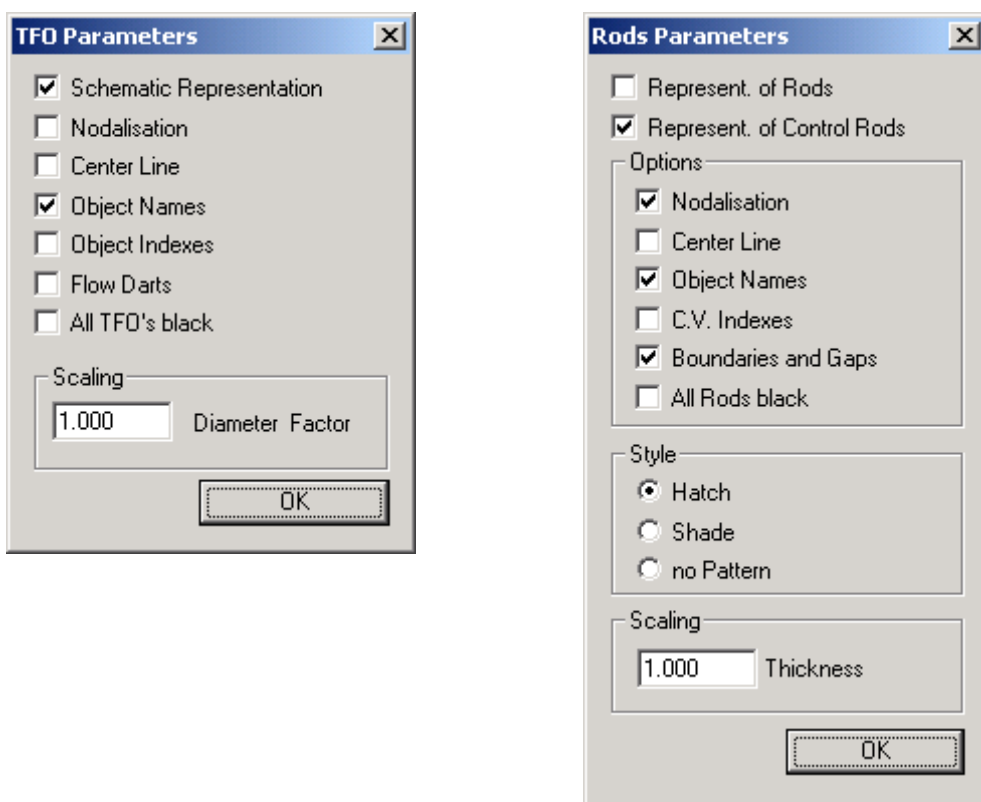 TFO Parameters
Schematic Representation
Nodalisation
Center Line
Object Names
Object Indexes
Flow Darts
All TFO's black
Scaling
1.000 Diameter Factor
OK
Rods Parameters
Represent. of Rods
Represent. of Control Rods
Options
Nodalisation
Center Line
Object Names
C.V. Indexes
Boundaries and Gaps
All Rods black
Style
Hatch
Shade
no Pattern
Scaling
1.000 Thickness
OK